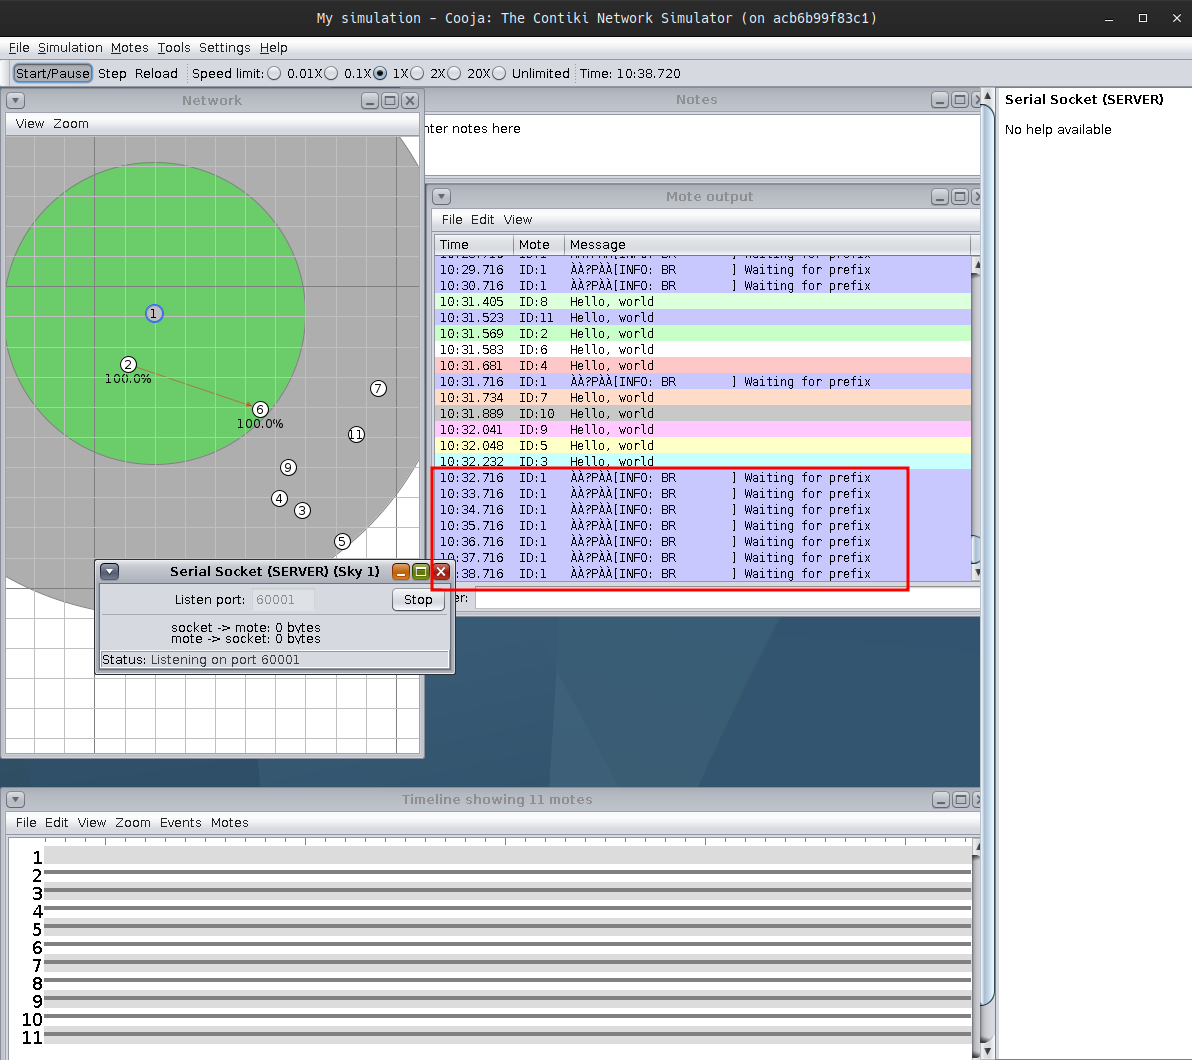 My simulation - Cooja: The Contiki Network Simulator (on acb6b99f83c1)
File Simulation Motes Tools Settings Help
Start/Pause Step Reload Speed limit: 0.01X 0.1X 1X 2X 20X Unlimited Time: 10:38.720
Network
View Zoom
1
2
100.0%
6
100.0%
7
11
9
4
3
5
Notes
nter notes here
Serial Socket (SERVER)
No help available
Mote output
File Edit View
Time Mote Message
10:29.716 ID:1 ÀÀ?PÀÀ[INFO: BR ] Waiting for prefix
10:30.716 ID:1 ÀÀ?PÀÀ[INFO: BR ] Waiting for prefix
10:31.405 ID:8 Hello, world
10:31.523 ID:11 Hello, world
10:31.569 ID:2 Hello, world
10:31.583 ID:6 Hello, world
10:31.681 ID:4 Hello, world
10:31.716 ID:1 ÀÀ?PÀÀ[INFO: BR ] Waiting for prefix
10:31.734 ID:7 Hello, world
10:31.889 ID:10 Hello, world
10:32.041 ID:9 Hello, world
10:32.048 ID:5 Hello, world
10:32.232 ID:3 Hello, world
10:32.716 ID:1 ÀÀ?PÀÀ[INFO: BR ] Waiting for prefix
10:33.716 ID:1 ÀÀ?PÀÀ[INFO: BR ] Waiting for prefix
10:34.716 ID:1 ÀÀ?PÀÀ[INFO: BR ] Waiting for prefix
10:35.716 ID:1 ÀÀ?PÀÀ[INFO: BR ] Waiting for prefix
10:36.716 ID:1 ÀÀ?PÀÀ[INFO: BR ] Waiting for prefix
10:37.716 ID:1 ÀÀ?PÀÀ[INFO: BR ] Waiting for prefix
:38.716 ID:1 ÀÀ?PÀÀ[INFO: BR ] Waiting for prefix
er:
Serial Socket (SERVER) (Sky 1)
Listen port: 60001 Stop
socket -> mote: 0 bytes
mote -> socket: 0 bytes
Status: Listening on port 60001
Timeline showing 11 motes
File Edit View Zoom Events Motes
1
2
3
4
5
6
7
8
9
10
11